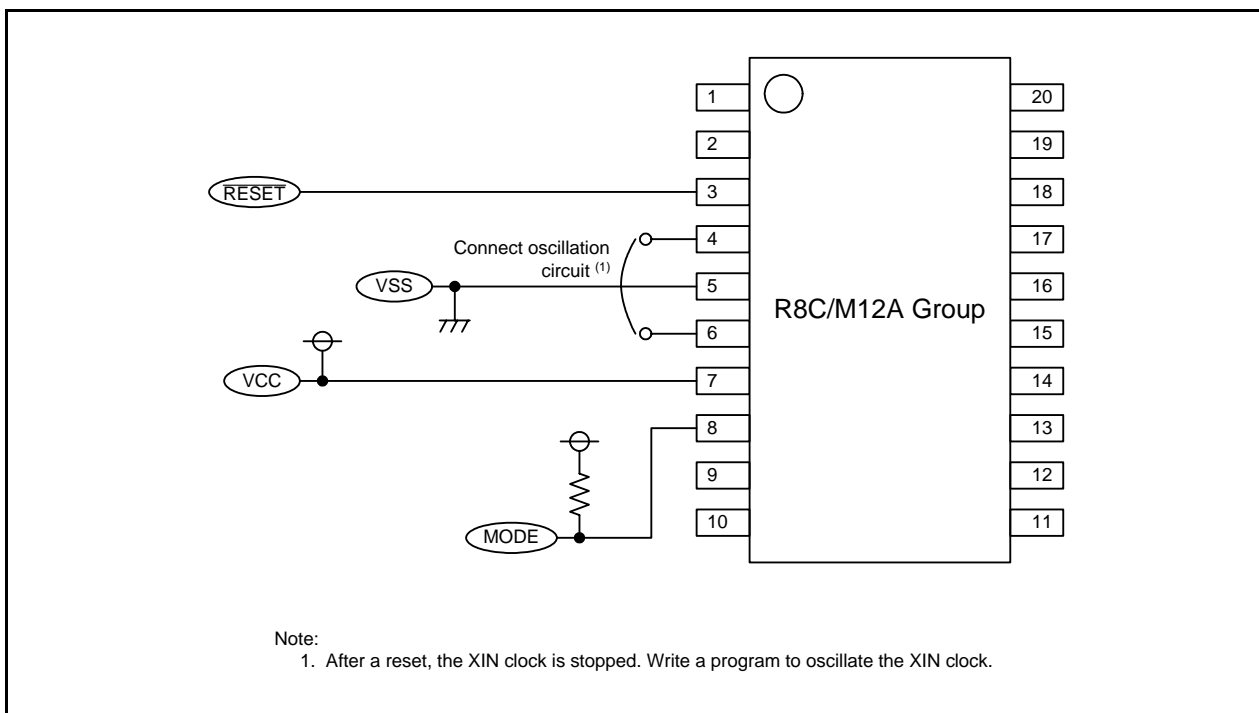 1
2
3
4
5
6
7
8
9
10
20
19
18
17
16
15
14
13
12
11
RESET
Connect oscillation
circuit (1)
VSS
VCC
MODE
R8C/M12A Group
Note:
1. After a reset, the XIN clock is stopped. Write a program to oscillate the XIN clock.